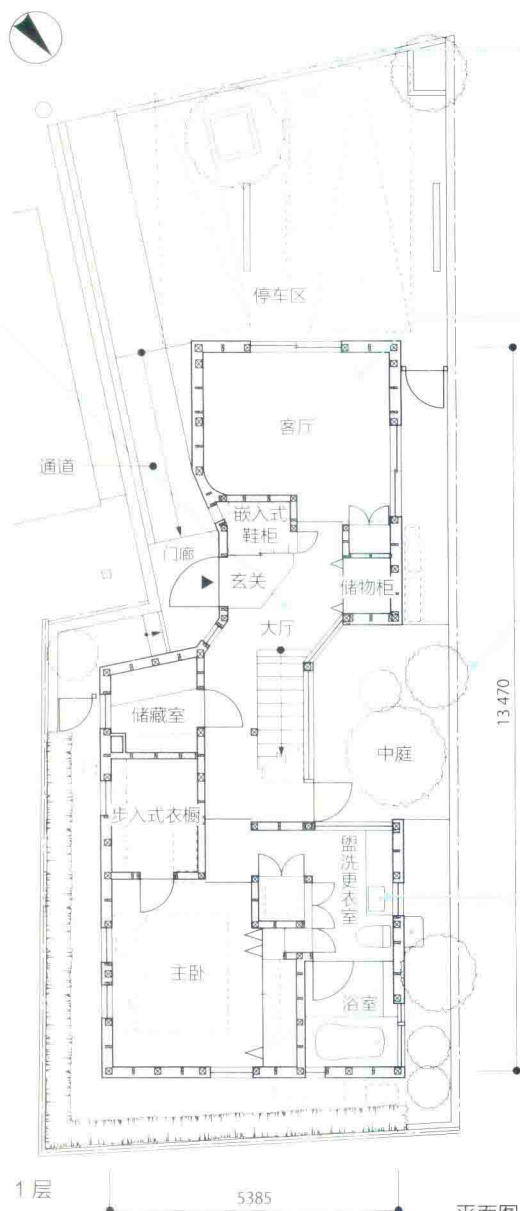 停车区
客厅
通道
嵌入式
鞋柜
门廊
玄关
储物柜
大厅
储藏室
中庭
13 470
步入式衣橱
盥洗更衣室
主卧
浴室
1 层
5385
平面图